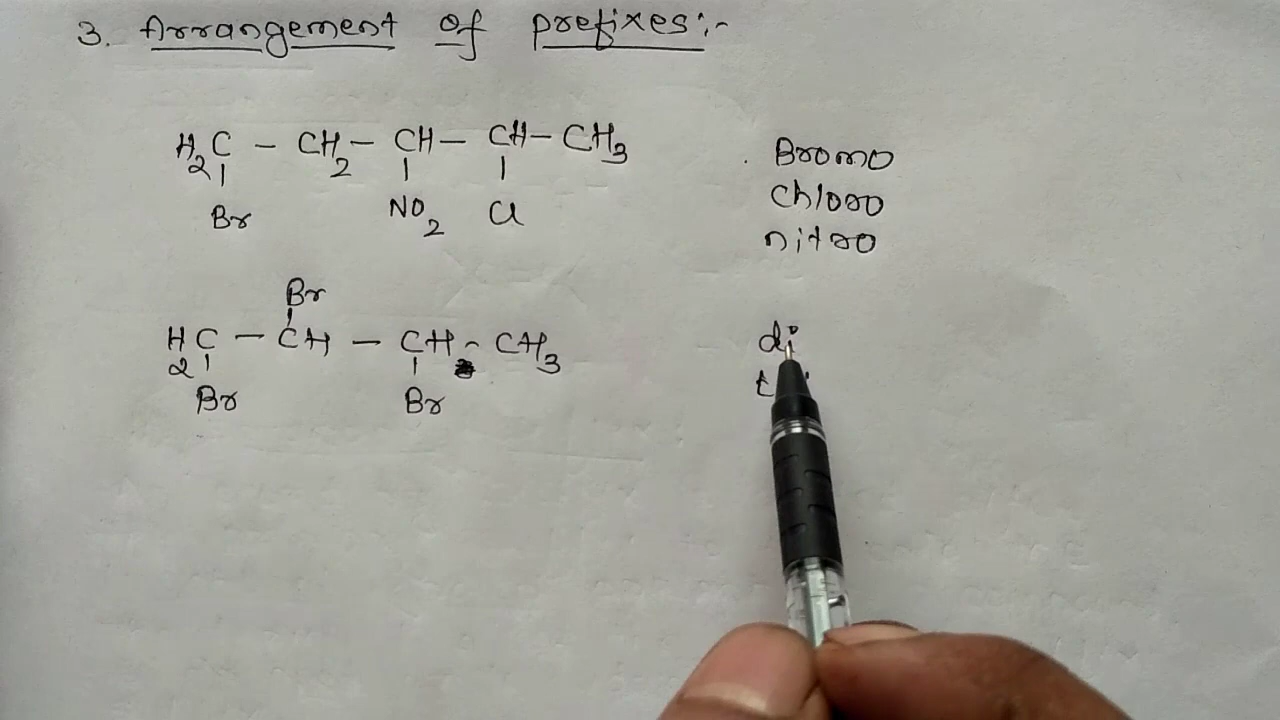 3. Arrangement of prefixes:-
H2C - CH2 - CH - CH - CH3
Br NO2 Cl
Bromo
Chloro
nitro
Br
H2C - CH - CH - CH3
Br Br
di